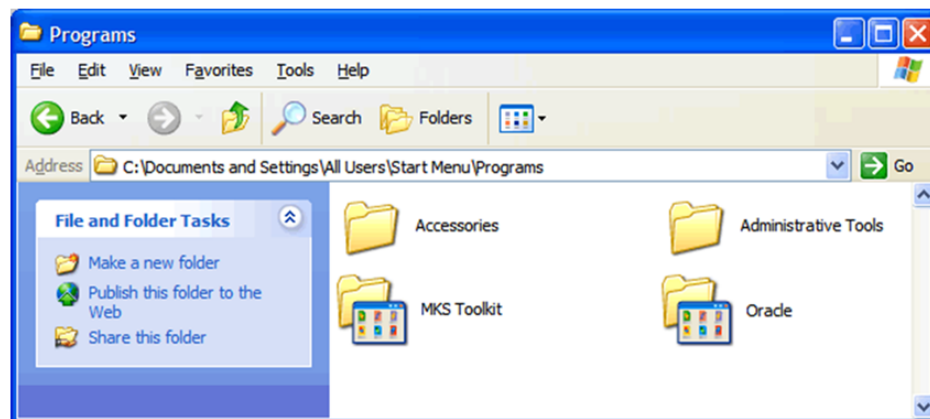 Programs
File Edit View Favorites Tools Help
Back Search Folders
Address C:\Documents and Settings\All Users\Start Menu\Programs Go
File and Folder Tasks
Make a new folder
Publish this folder to the
Web
Share this folder
Accessories Administrative Tools
MKS Toolkit Oracle